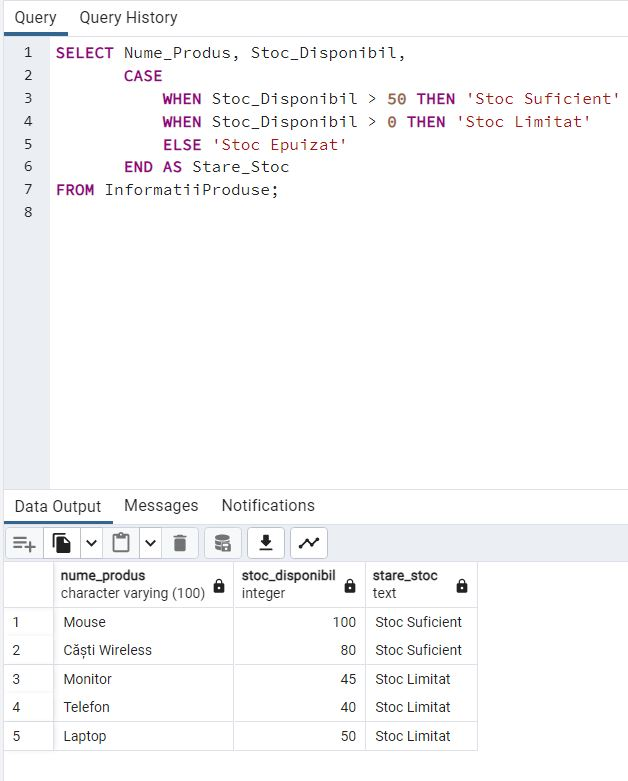 Query Query History
1 SELECT Nume_Produs, Stoc_Disponibil,
2 CASE
3 WHEN Stoc_Disponibil > 50 THEN 'Stoc Suficient'
4 WHEN Stoc_Disponibil > 0 THEN 'Stoc Limitat'
5 ELSE 'Stoc Epuizat'
6 END AS Stare_Stoc
7 FROM InformatiiProduse;
8
Data Output Messages Notifications
nume_produs stoc_disponibil stare_stoc
character varying (100) integer text
1 Mouse 100 Stoc Suficient
2 Căști Wireless 80 Stoc Suficient
3 Monitor 45 Stoc Limitat
4 Telefon 40 Stoc Limitat
5 Laptop 50 Stoc Limitat